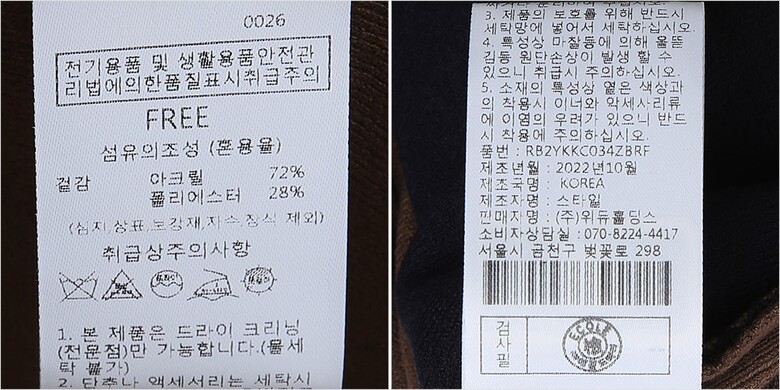 0026
전기용품 및 생활용품안전관
리법에의한품질표시취급주의
FREE
섬유의조성 (혼용율)
겉감 아크릴 72%
폴리에스터 28%
(심지,상표,보강재,자수,장식 제외)
취급상주의사항
1. 본 제품은 드라이 크리닝
(전문점)만 가능합니다.(물세
탁 불가)
2. 단추나 액세서리는 세탁시
3. 제품의 보호를 위해 반드시
세탁망에 넣어서 세탁하십시오.
4. 특성상 마찰등에 의해 올뜯
김등 원단손상이 발생 할 수
있으니 취급시 주의하십시오.
5. 소재의 특성상 옅은 색상과
의 착용시 이너와 악세사리류
에 이염의 우려가 있으니 반드
시 착용에 주의하십시오.
품번 : RB2YKKC034ZBRF
제조년월 : 2022년10월
제조국명 : KOREA
제조자명 : 스타일
판매자명 : (주)위듀홀딩스
소비자상담실 : 070-8224-4417
서울시 금천구 벚꽃로 298
검사필
ECOLE